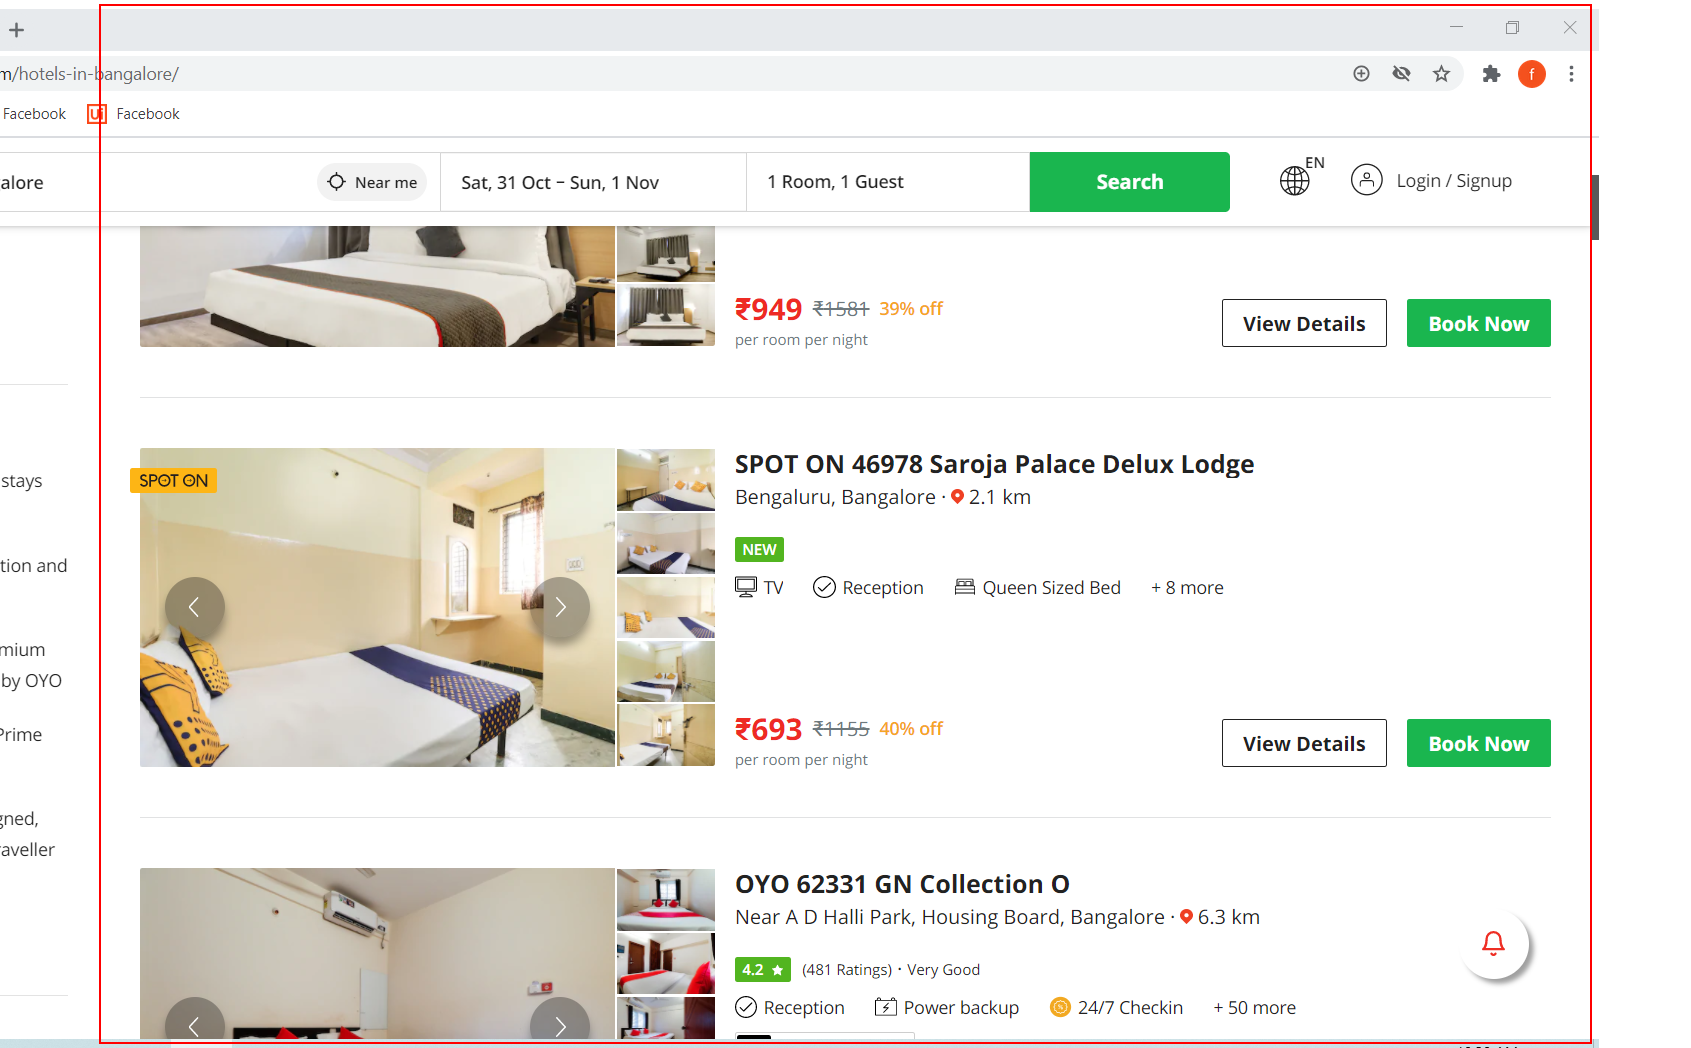 m/hotels-in-bangalore/
Facebook
Facebook
alore
Near me
Sat, 31 Oct – Sun, 1 Nov
1 Room, 1 Guest
Search
EN
Login / Signup
₹949 ₹1581 39% off
per room per night
View Details
Book Now
stays
tion and
mium
by OYO
Prime
gned,
raveller
SPOT ON
SPOT ON 46978 Saroja Palace Delux Lodge
Bengaluru, Bangalore · 2.1 km
NEW
TV Reception Queen Sized Bed + 8 more
₹693 ₹1155 40% off
per room per night
View Details
Book Now
OYO 62331 GN Collection O
Near A D Halli Park, Housing Board, Bangalore · 6.3 km
4.2 ★ (481 Ratings) · Very Good
Reception Power backup 24/7 Checkin + 50 more